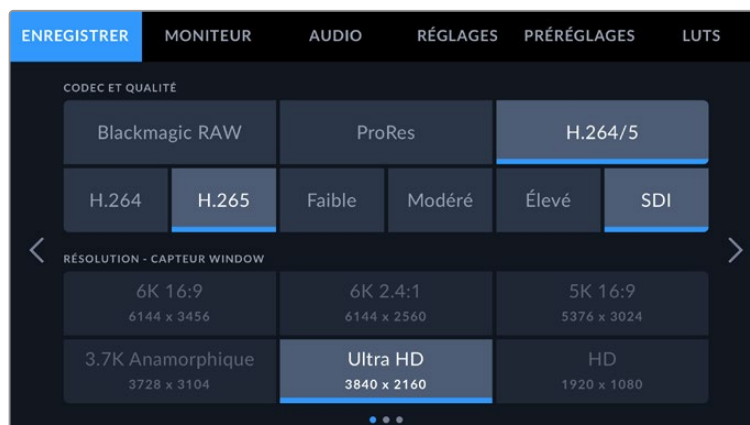 ENREGISTRER MONITEUR AUDIO RÉGLAGES PRÉRÉGLAGES LUTS
CODEC ET QUALITÉ
Blackmagic RAW ProRes H.264/5
H.264 H.265 Faible Modéré Élevé SDI
RÉSOLUTION - CAPTEUR WINDOW
6K 16:9 6K 2.4:1 5K 16:9
6144 x 3456 6144 x 2560 5376 x 3024
3.7K Anamorphique Ultra HD HD
3728 x 3104 3840 x 2160 1920 x 1080